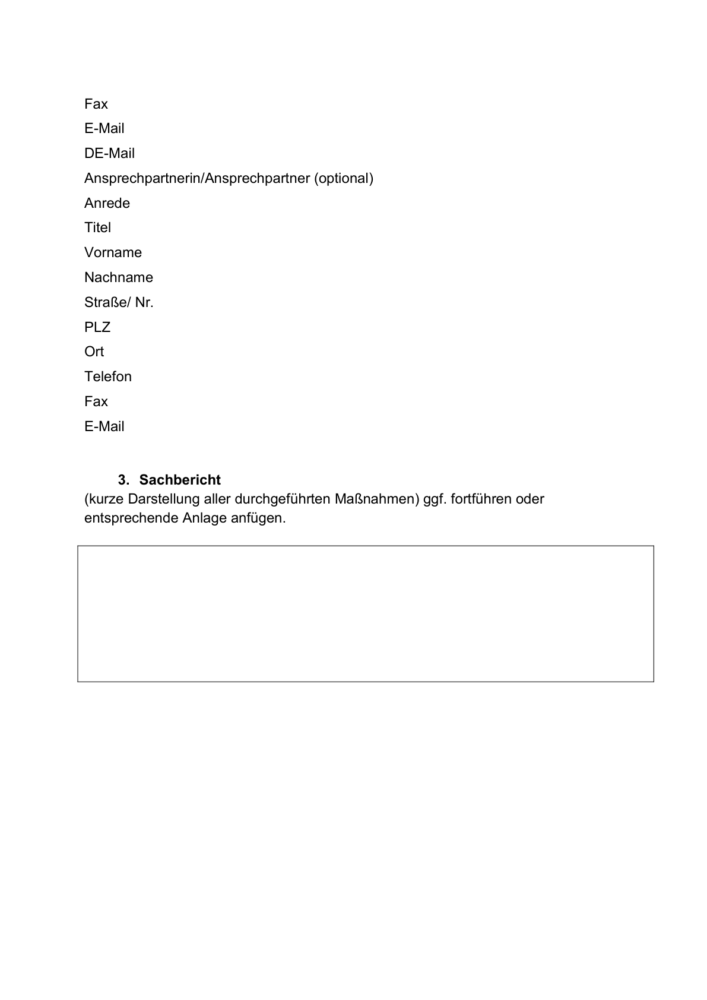 Fax
E-Mail
DE-Mail
Ansprechpartnerin/Ansprechpartner (optional)
Anrede
Titel
Vorname
Nachname
Straße/ Nr.
PLZ
Ort
Telefon
Fax
E-Mail
3. Sachbericht
(kurze Darstellung aller durchgeführten Maßnahmen) ggf. fortführen oder
entsprechende Anlage anfügen.